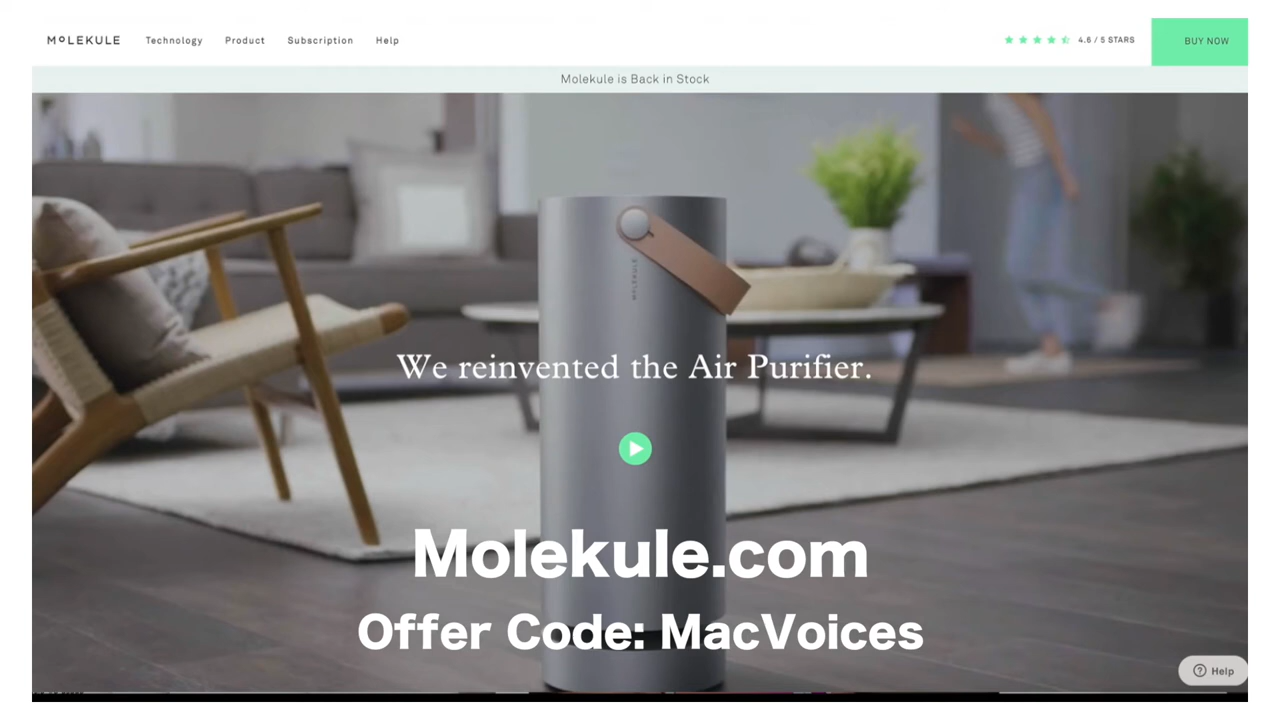 MOLEKULE Technology Product Subscription Help 4.6 / 5 STARS BUY NOW
Molekule is Back in Stock
MOLEKULE
We reinvented the Air Purifier.
Molekule.com
Offer Code: MacVoices
Help